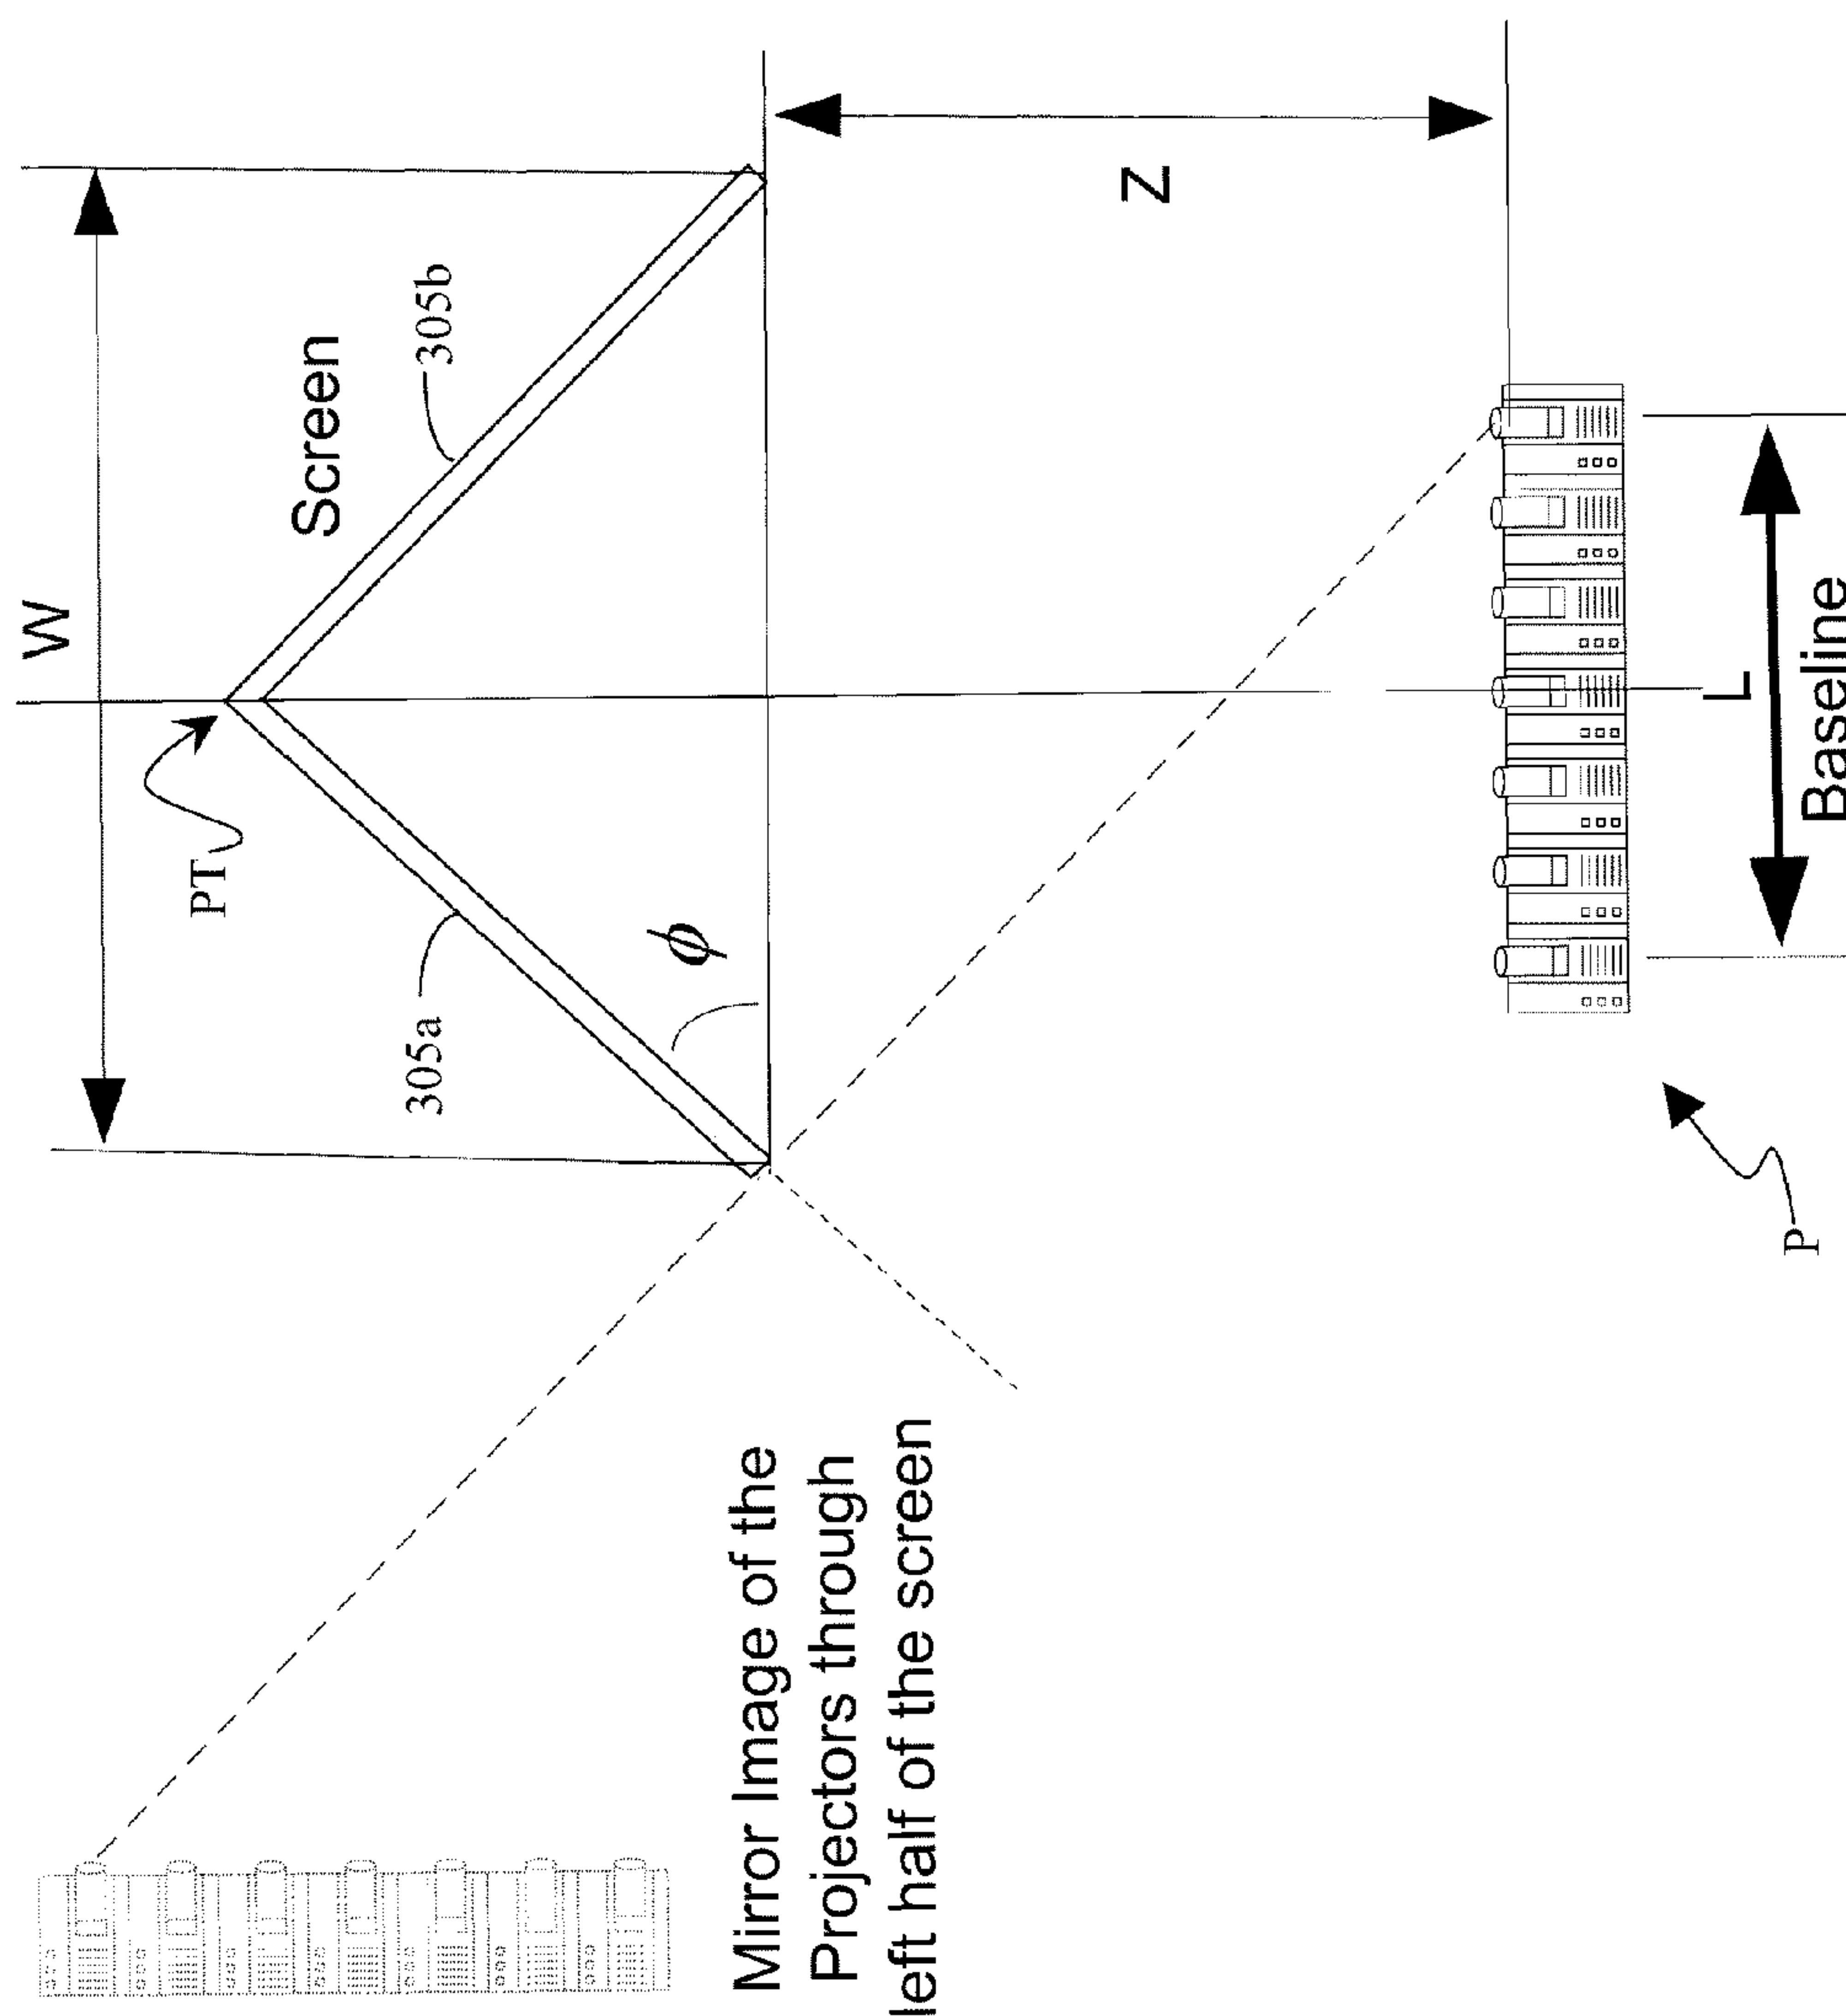 W
Screen
305b
PT
305a
ϕ
Z
L
Baseline
P
Mirror Image of the
Projectors through
left half of the screen